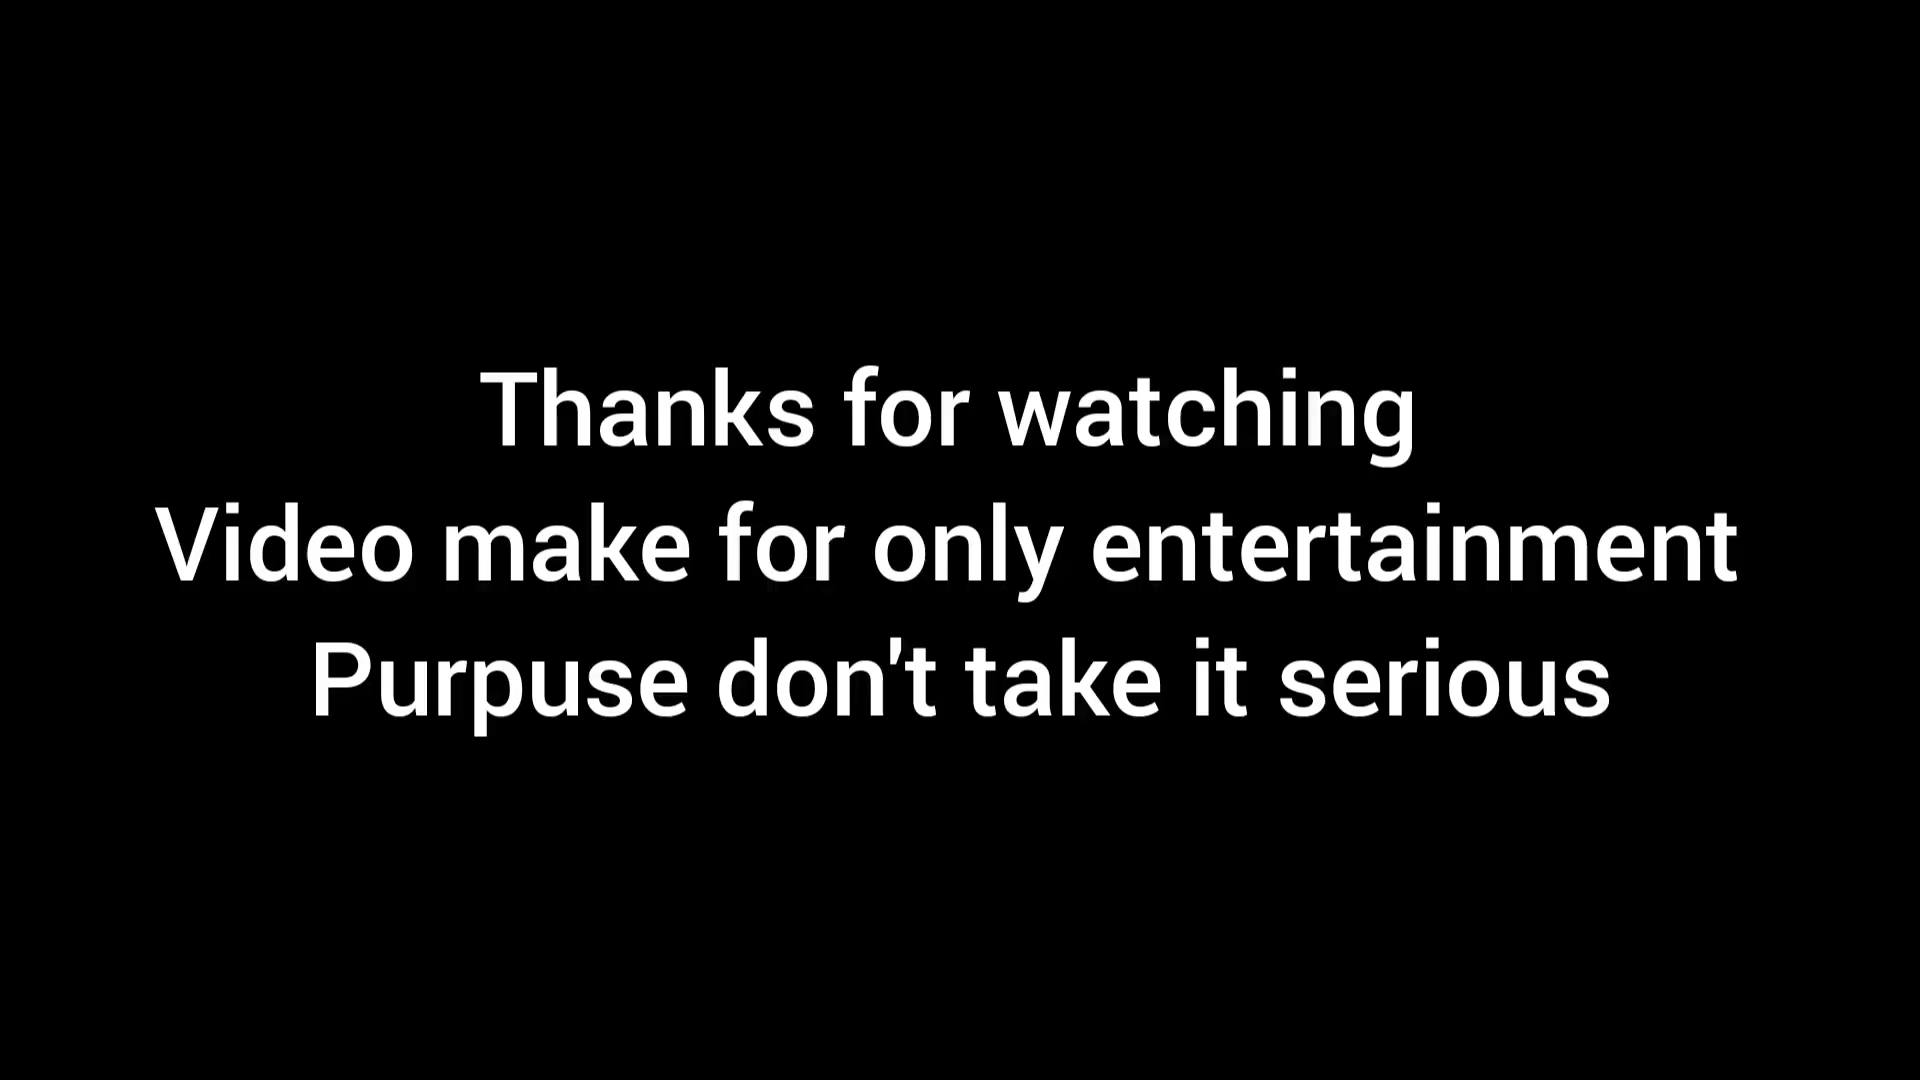 Thanks for watching
Video make for only entertainment
Purpuse don't take it serious